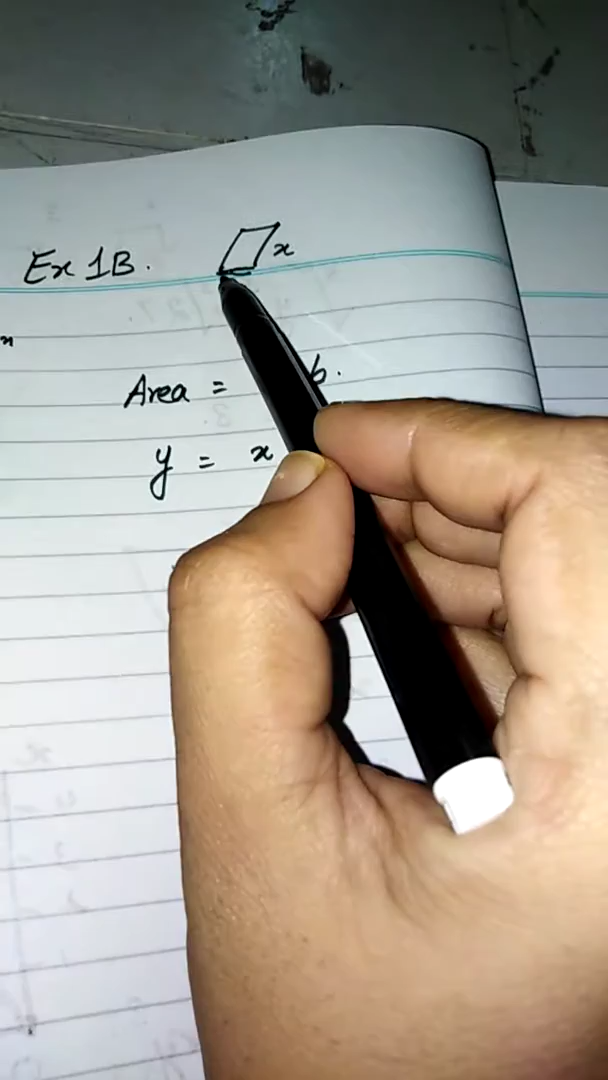 Ex 1B. x
x
Area = b.
y = x